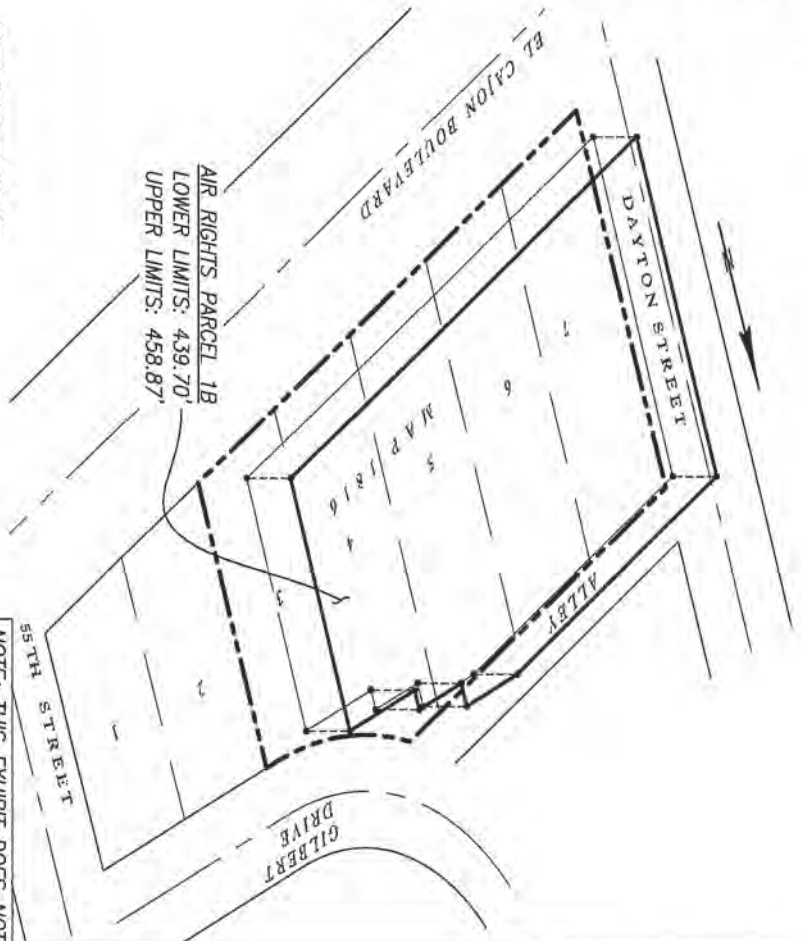 EL CAJON BOULEVARD
AIR RIGHTS PARCEL 1B
LOWER LIMITS: 439.70'
UPPER LIMITS: 458.87'
DAYTON STREET
N
7
6
5
MAP 1816
4
3
2
1
ALLEY
GILBERT
DRIVE
55TH STREET
NOTE: THIS EXHIBIT DOES NOT